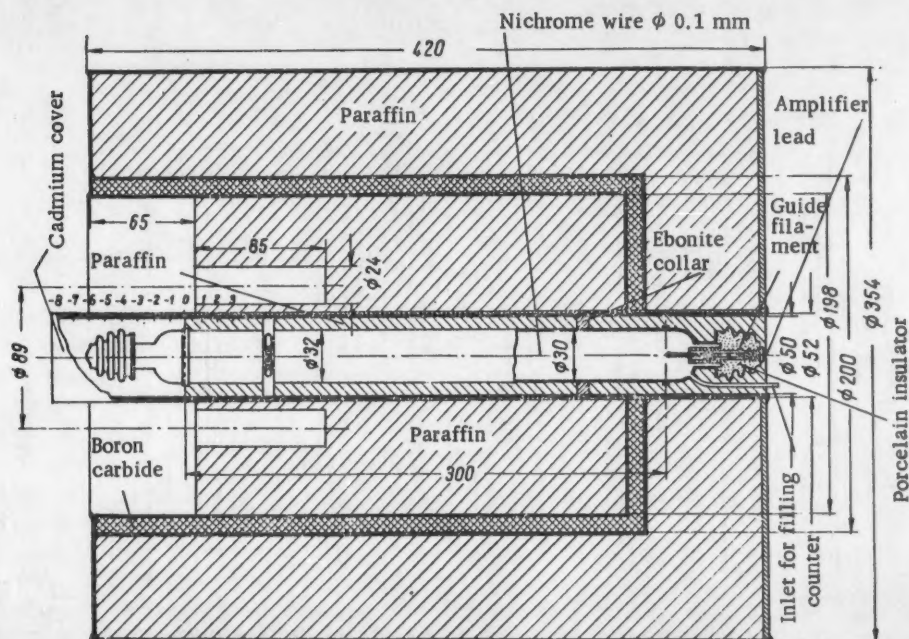 Nichrome wire ϕ 0.1 mm
420
Cadmium cover
Paraffin
Amplifier
lead
65
85
Paraffin
ϕ24
Ebonite
collar
Guide
fila-
ment
-8 -7 -6 -5 -4 -3 -2 -1 0 1 2 3
ϕ 89
ϕ32
ϕ30
ϕ50
ϕ52
ϕ198
ϕ200
ϕ354
Boron
carbide
Paraffin
300
Inlet for filling
counter
Porcelain insulator